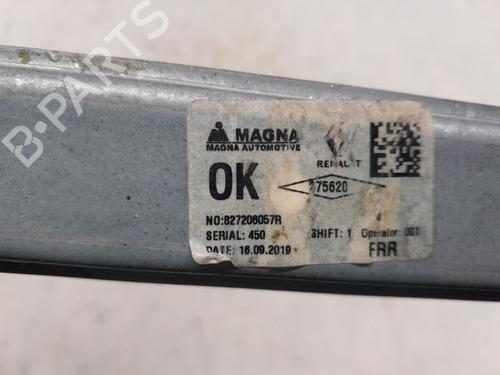 MAGNA
MAGNA AUTOMOTIVE
RENAULT
OK
75620
NO:827206057R
SERIAL: 450 SHIFT: 1 Operator: 001
DATE: 16.09.2019 FRR
B-PARTS